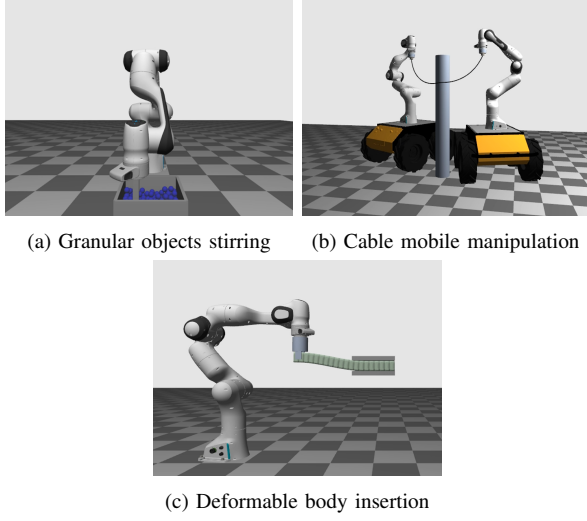 (a) Granular objects stirring
(b) Cable mobile manipulation
(c) Deformable body insertion